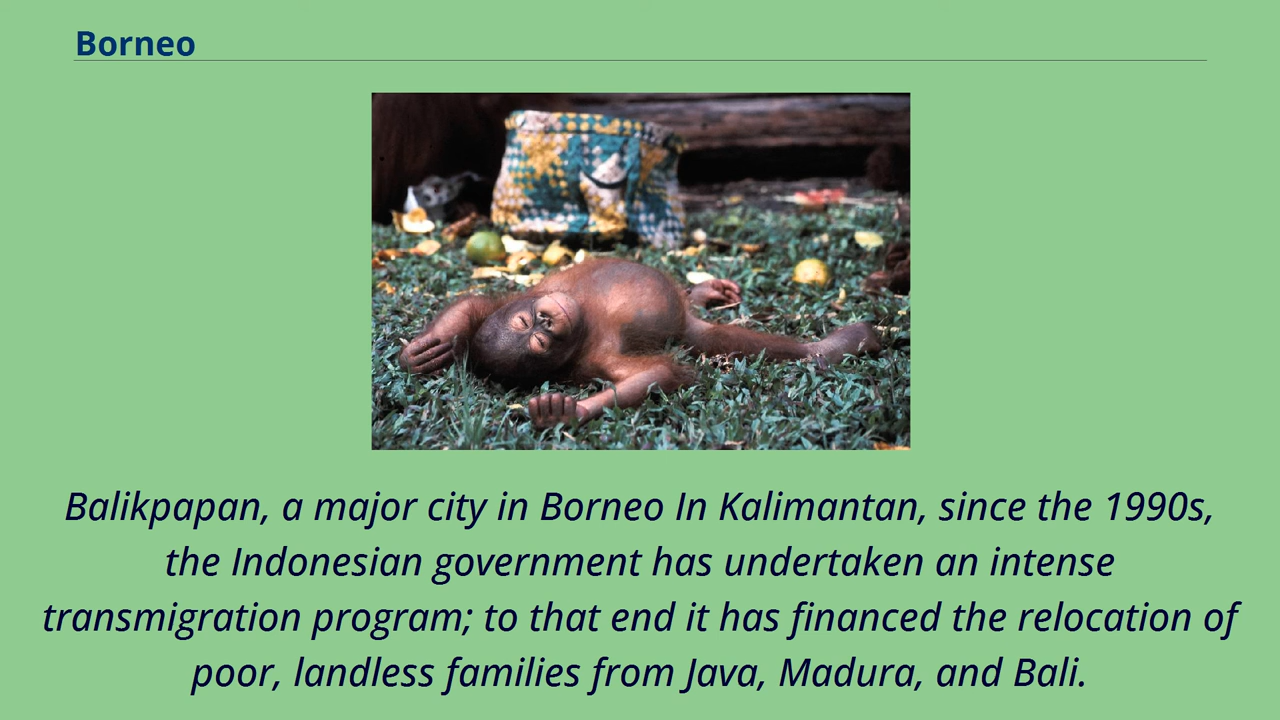 Borneo
Balikpapan, a major city in Borneo In Kalimantan, since the 1990s,
the Indonesian government has undertaken an intense
transmigration program; to that end it has financed the relocation of
poor, landless families from Java, Madura, and Bali.